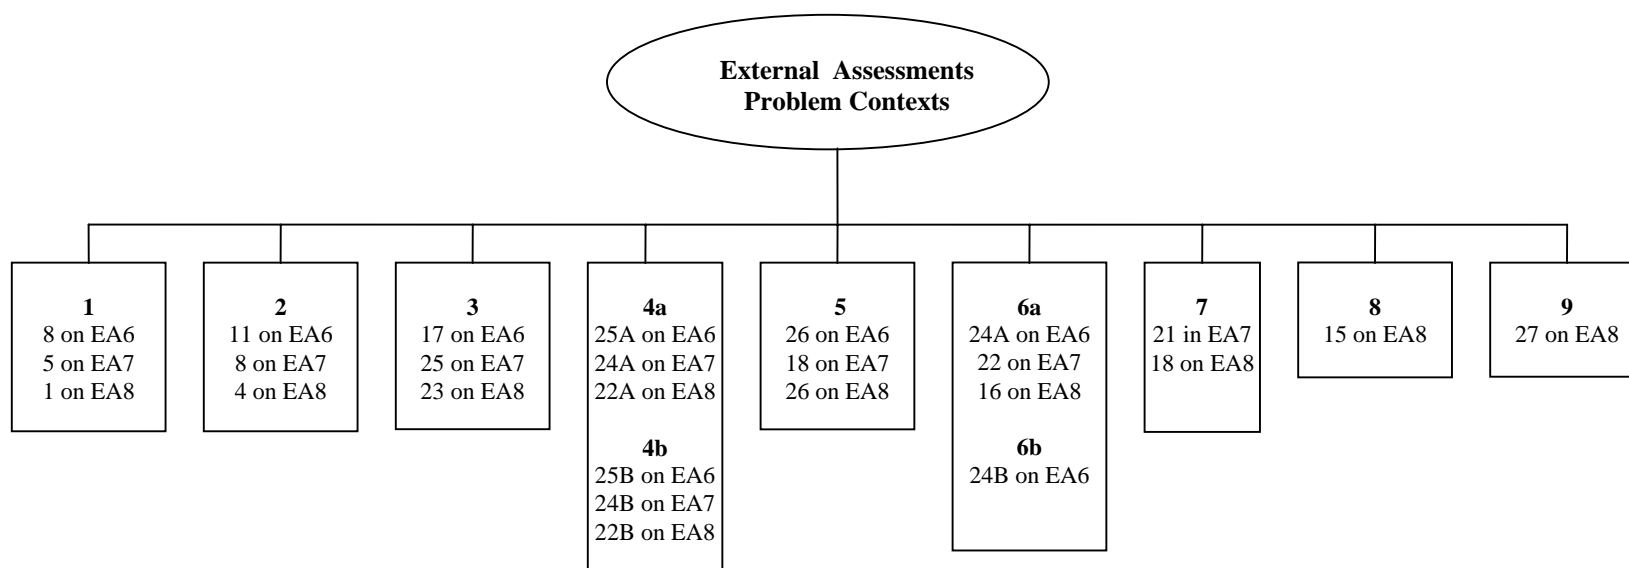 External Assessments
Problem Contexts
1
8 on EA6
5 on EA7
1 on EA8
2
11 on EA6
8 on EA7
4 on EA8
3
17 on EA6
25 on EA7
23 on EA8
4a
25A on EA6
24A on EA7
22A on EA8
4b
25B on EA6
24B on EA7
22B on EA8
5
26 on EA6
18 on EA7
26 on EA8
6a
24A on EA6
22 on EA7
16 on EA8
6b
24B on EA6
7
21 in EA7
18 on EA8
8
15 on EA8
9
27 on EA8